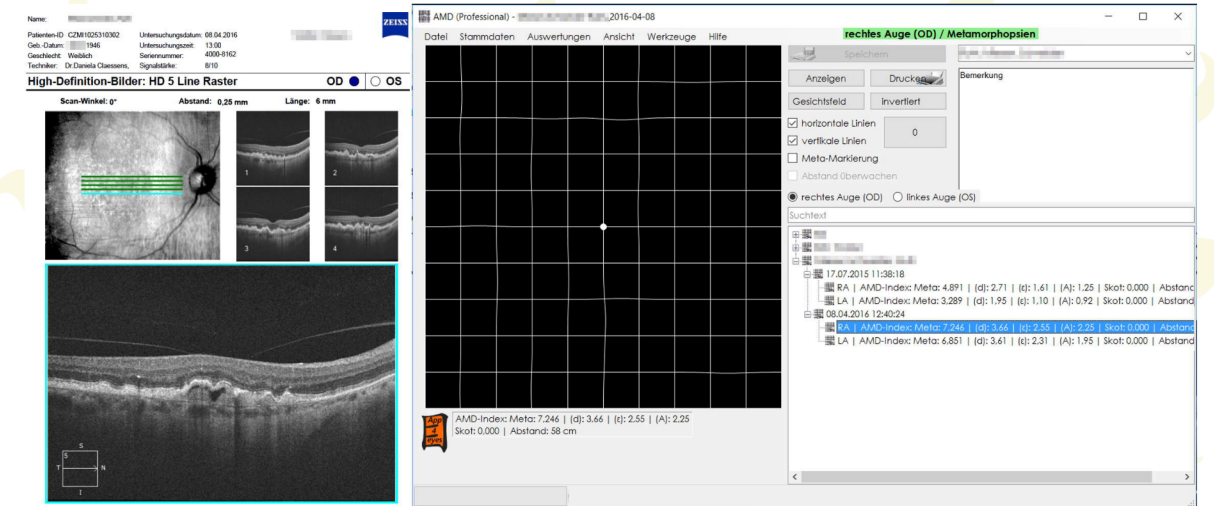 Name:
ZEISS
Patienten-ID CZMI1025310302 Untersuchungsdatum: 08.04.2016
Geb.-Datum: 1946 Untersuchungszeit: 13:00
Geschlecht: Weiblich Seriennummer: 4000-8162
Techniker: Dr.Daniela Claessens, Signalstärke: 8/10
High-Definition-Bilder: HD 5 Line Raster OD OS
Scan-Winkel: 0° Abstand: 0,25 mm Länge: 6 mm
1
2
3
4
S
S
T
N
I
AMD (Professional) - 2016-04-08
Datei Stammdaten Auswertungen Ansicht Werkzeuge Hilfe
rechtes Auge (OD) / Metamorphopsien
Speichern
Anzeigen Drucken
Bemerkung
Gesichtsfeld invertiert
horizontale Linien
vertikale Linien
0
Meta-Markierung
Abstand überwachen
rechtes Auge (OD) linkes Auge (OS)
Suchtext
17.07.2015 11:38:18
RA | AMD-Index: Meta: 4,891 | (d): 2,71 | (ε): 1,61 | (A): 1,25 | Skot: 0,000 | Abstand
LA | AMD-Index: Meta: 3,289 | (d): 1,95 | (ε): 1,10 | (A): 0,92 | Skot: 0,000 | Abstand
08.04.2016 12:40:24
RA | AMD-Index: Meta: 7,246 | (d): 3,66 | (ε): 2,55 | (A): 2,25 | Skot: 0,000 | Abstand
LA | AMD-Index: Meta: 6,851 | (d): 3,61 | (ε): 2,31 | (A): 1,95 | Skot: 0,000 | Abstand
App
4
eyes
AMD-Index: Meta: 7,246 | (d): 3,66 | (ε): 2,55 | (A): 2,25
Skot: 0,000 | Abstand: 58 cm